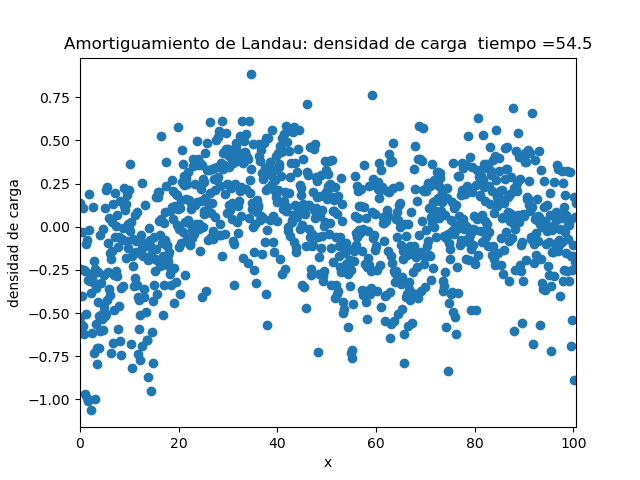 Amortiguamiento de Landau: densidad de carga  tiempo =54.5
densidad de carga
0.75
0.50
0.25
0.00
−0.25
−0.50
−0.75
−1.00
0 20 40 60 80 100
x